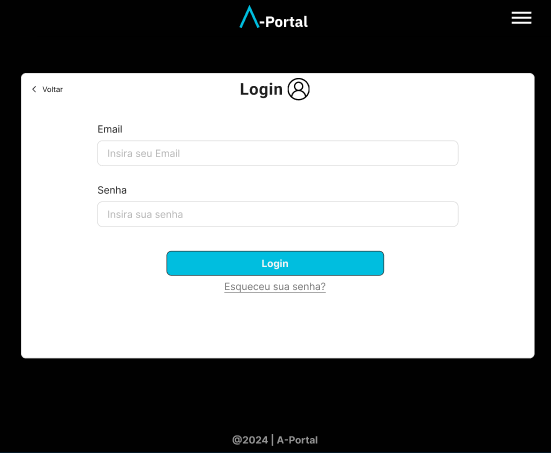 A-Portal
Voltar
Login
Email
Insira seu Email
Senha
Insira sua senha
Login
Esqueceu sua senha?
@2024 | A-Portal